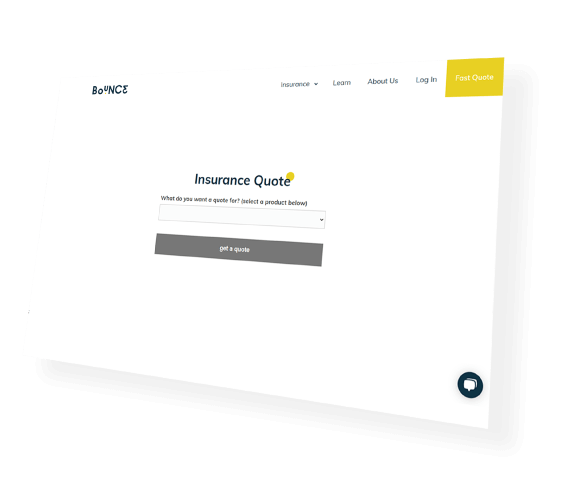 BOUNCE
Insurance Learn About Us Log In Fast Quote
Insurance Quote
What do you want a quote for? (select a product below)
get a quote